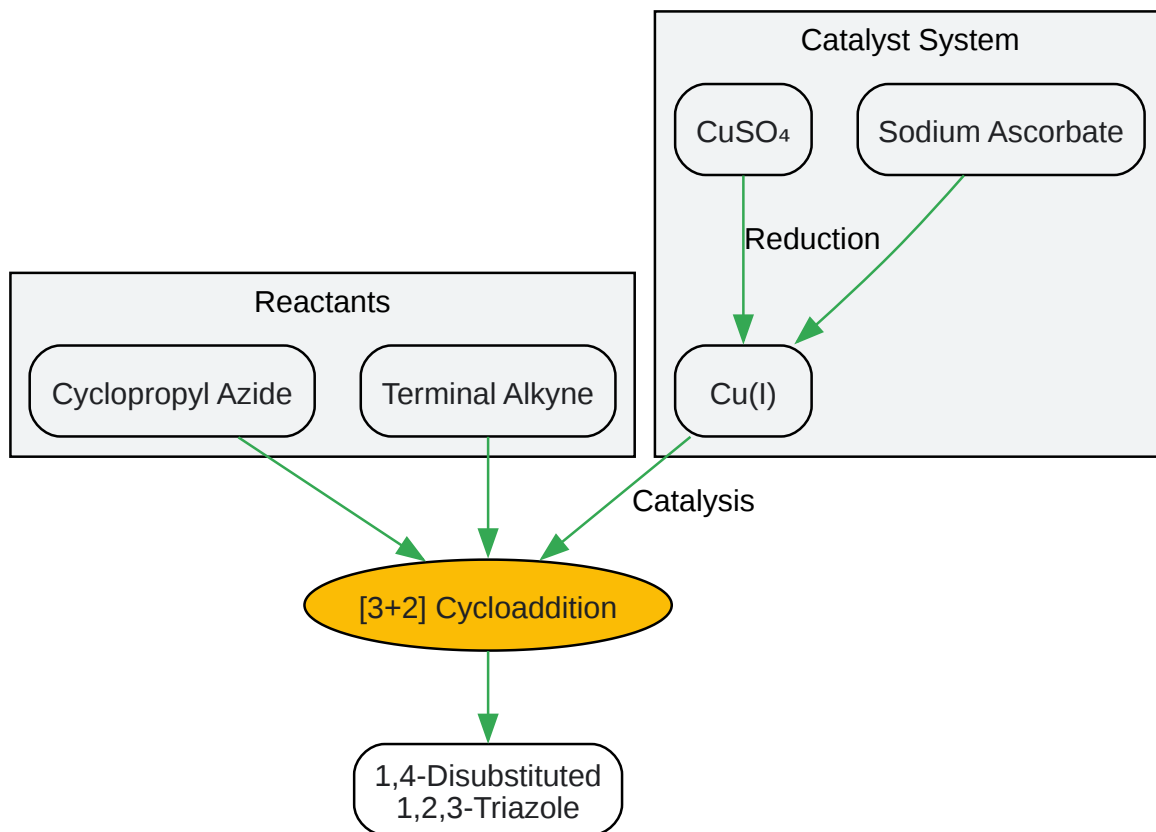 Catalyst System
CuSO₄
Sodium Ascorbate
Reduction
Reactants
Cyclopropyl Azide
Terminal Alkyne
Cu(I)
Catalysis
[3+2] Cycloaddition
1,4-Disubstituted
1,2,3-Triazole